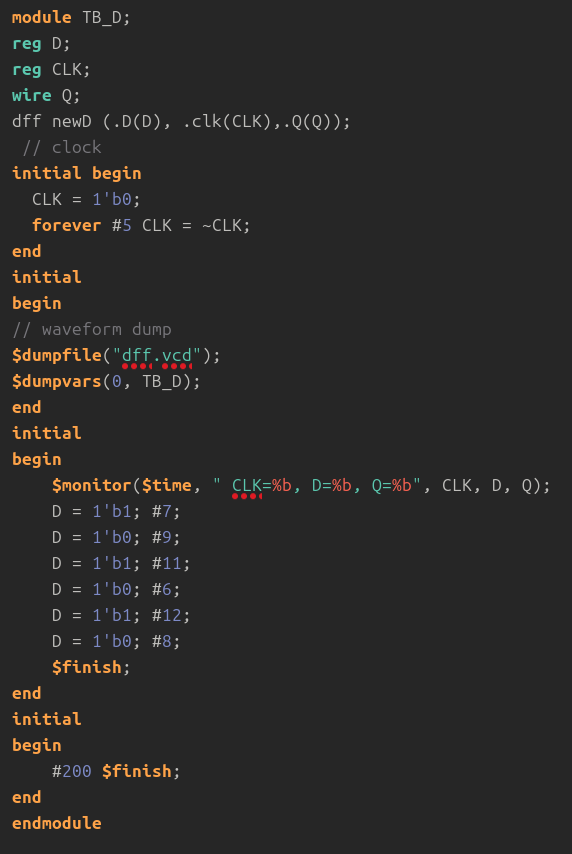 module TB_D;
reg D;
reg CLK;
wire Q;
dff newD (.D(D), .clk(CLK),.Q(Q));
// clock
initial begin
CLK = 1'b0;
forever #5 CLK = ~CLK;
end
initial
begin
// waveform dump
$dumpfile("dff.vcd");
$dumpvars(0, TB_D);
end
initial
begin
$monitor($time, " CLK=%b, D=%b, Q=%b", CLK, D, Q);
D = 1'b1; #7;
D = 1'b0; #9;
D = 1'b1; #11;
D = 1'b0; #6;
D = 1'b1; #12;
D = 1'b0; #8;
$finish;
end
initial
begin
#200 $finish;
end
endmodule